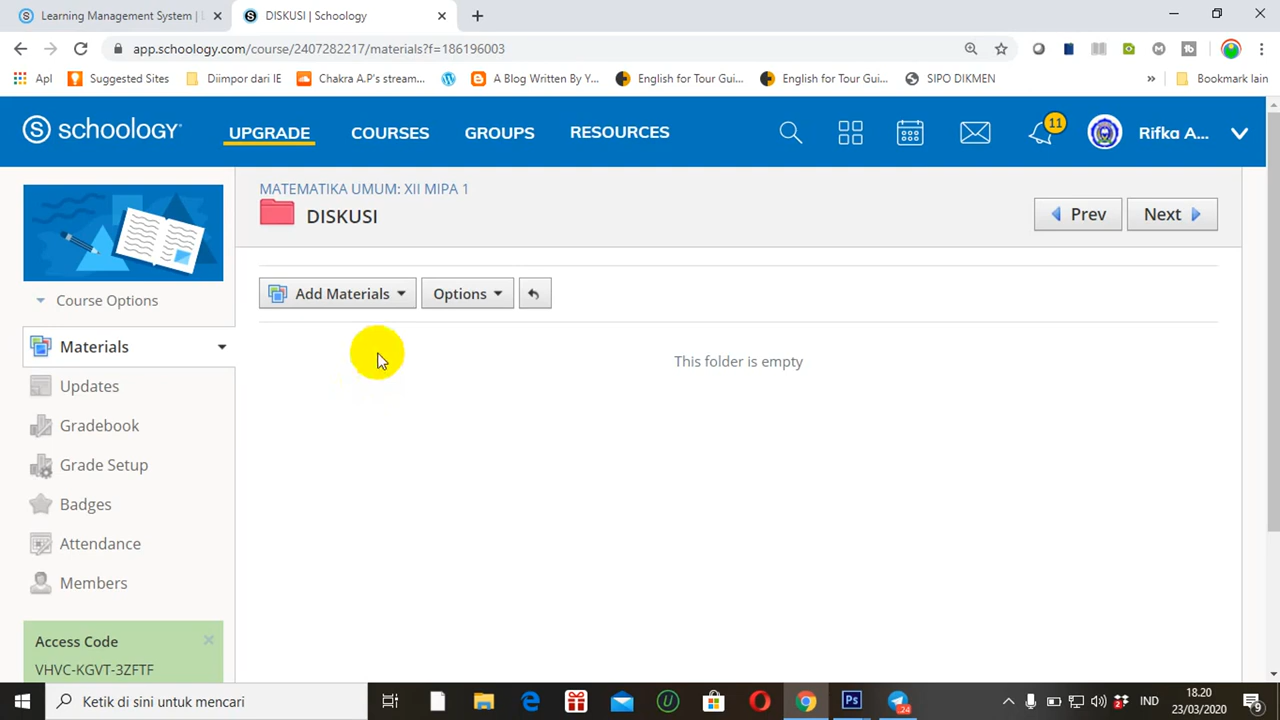 Learning Management System | L
DISKUSI | Schoology
app.schoology.com/course/2407282217/materials?f=186196003
Apl
Suggested Sites
Diimpor dari IE
Chakra A.P's stream...
A Blog Written By Y...
English for Tour Gui...
English for Tour Gui...
SIPO DIKMEN
»
Bookmark lain
S schoology
UPGRADE
COURSES
GROUPS
RESOURCES
11
Rifka A...
MATEMATIKA UMUM: XII MIPA 1
DISKUSI
Prev
Next
Course Options
Add Materials
Options
Materials
This folder is empty
Updates
Gradebook
Grade Setup
Badges
Attendance
Members
Access Code
VHVC-KGVT-3ZFTF
Ketik di sini untuk mencari
Ps
24
IND
18.20
23/03/2020
9